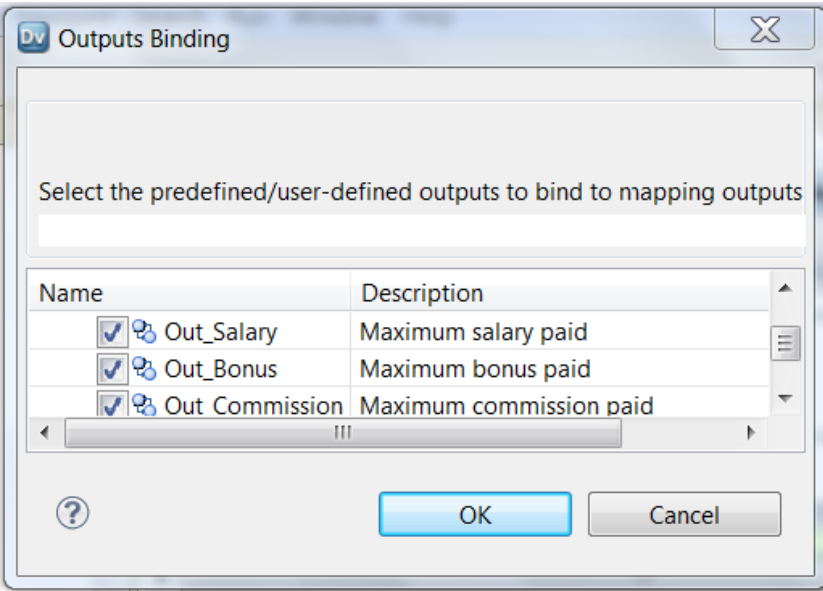 Dv Outputs Binding
Select the predefined/user-defined outputs to bind to mapping outputs
Name Description
Out_Salary Maximum salary paid
Out_Bonus Maximum bonus paid
Out_Commission Maximum commission paid
? OK Cancel